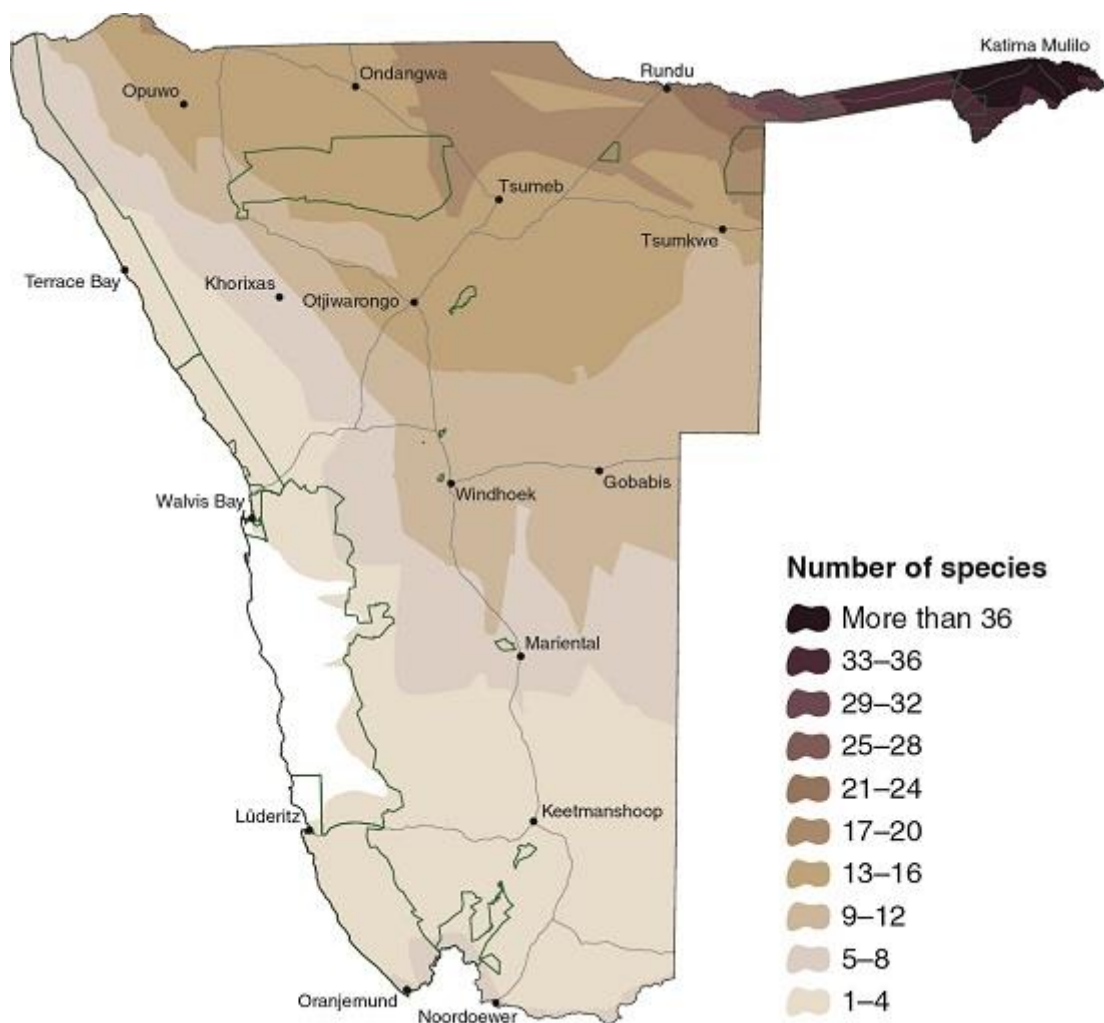 Katima Mulilo
Ondangwa
Rundu
Opuwo
Tsumeb
Tsumkwe
Terrace Bay
Khorixas
Otjiwarongo
Gobabis
Windhoek
Walvis Bay
Number of species
More than 36
Mariental
33–36
29–32
25–28
21–24
Lûderitz
Keetmanshoop
17–20
13–16
9–12
5–8
Oranjemund
1–4
Noordoewer